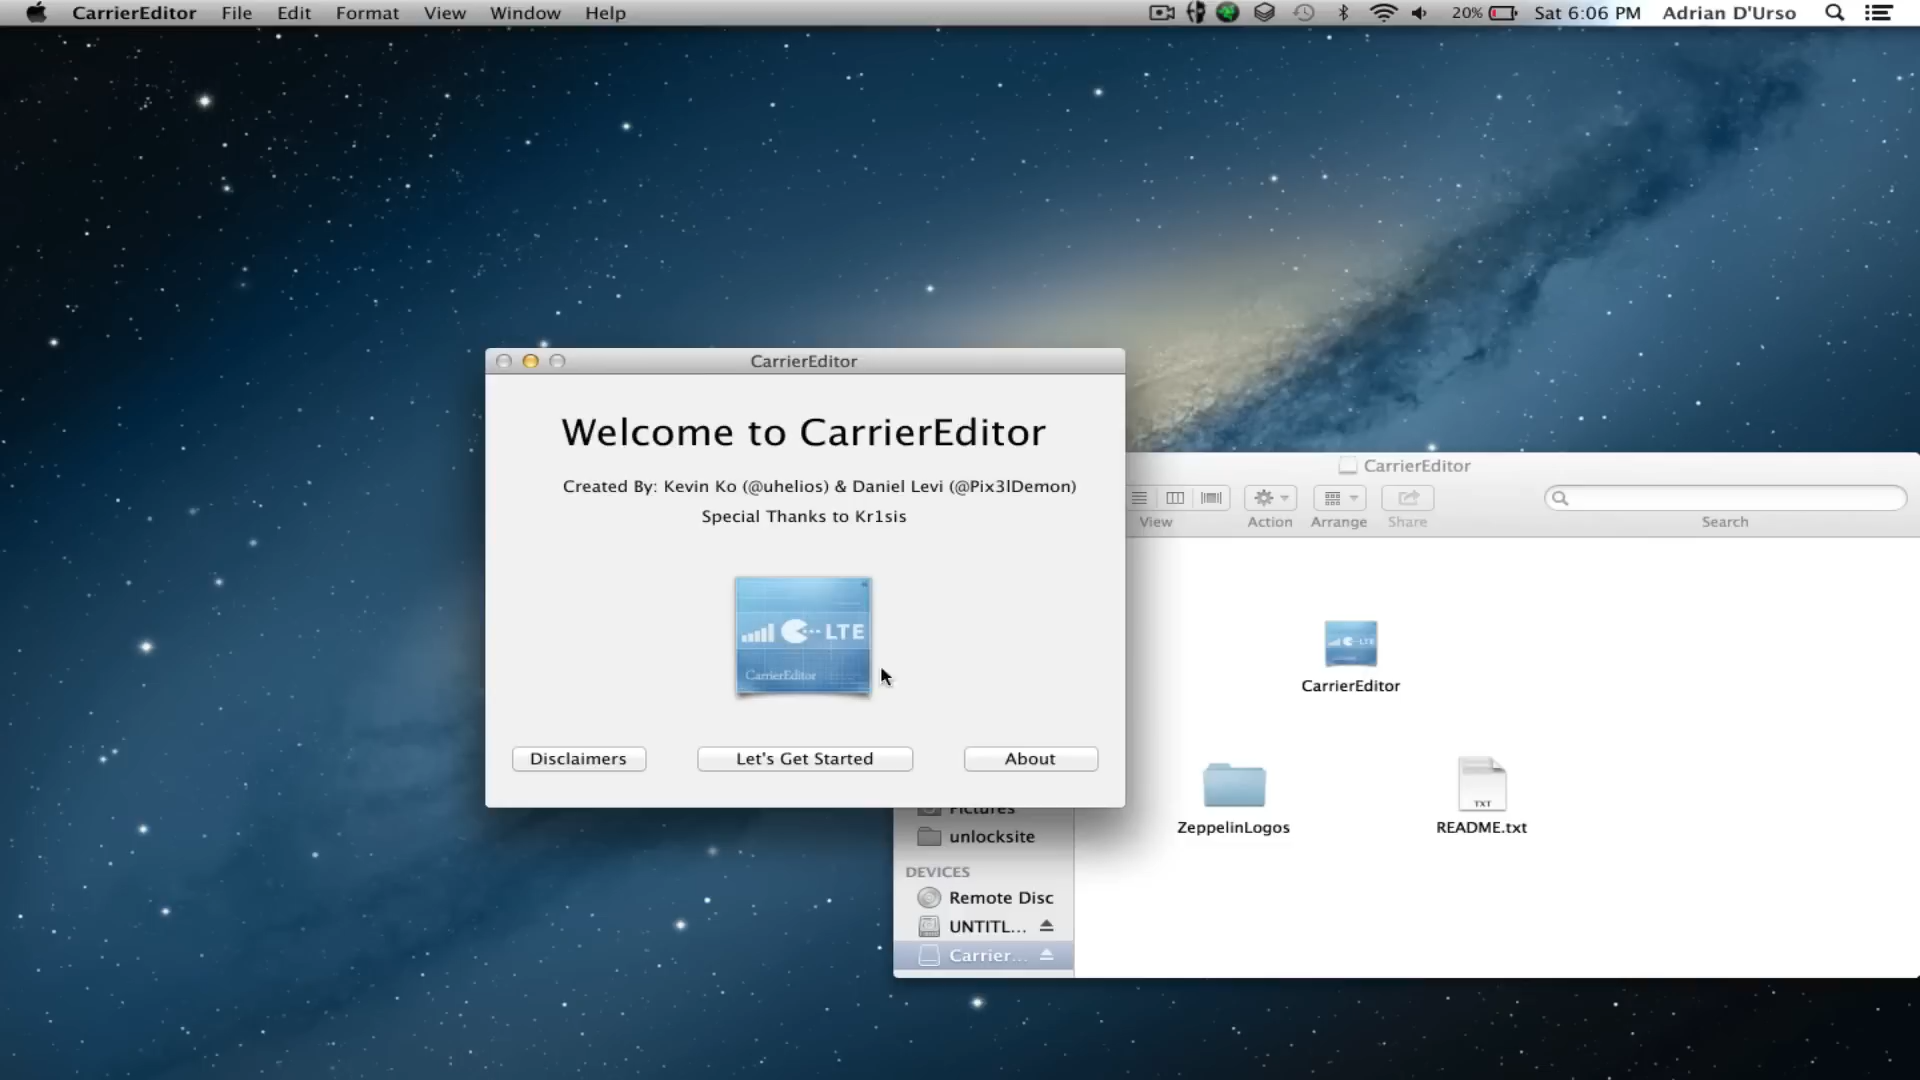 CarrierEditor File Edit Format View Window Help 20% Sat 6:06 PM Adrian D'Urso
CarrierEditor
Welcome to CarrierEditor
Created By: Kevin Ko (@uhelios) & Daniel Levi (@Pix3lDemon)
Special Thanks to Kr1sis
LTE
CarrierEditor
Disclaimers Let's Get Started About
CarrierEditor
View Action Arrange Share Search
LTE
CarrierEditor
ZeppelinLogos
TXT
README.txt
Pictures
unlocksite
DEVICES
Remote Disc
UNTITL...
Carrier...